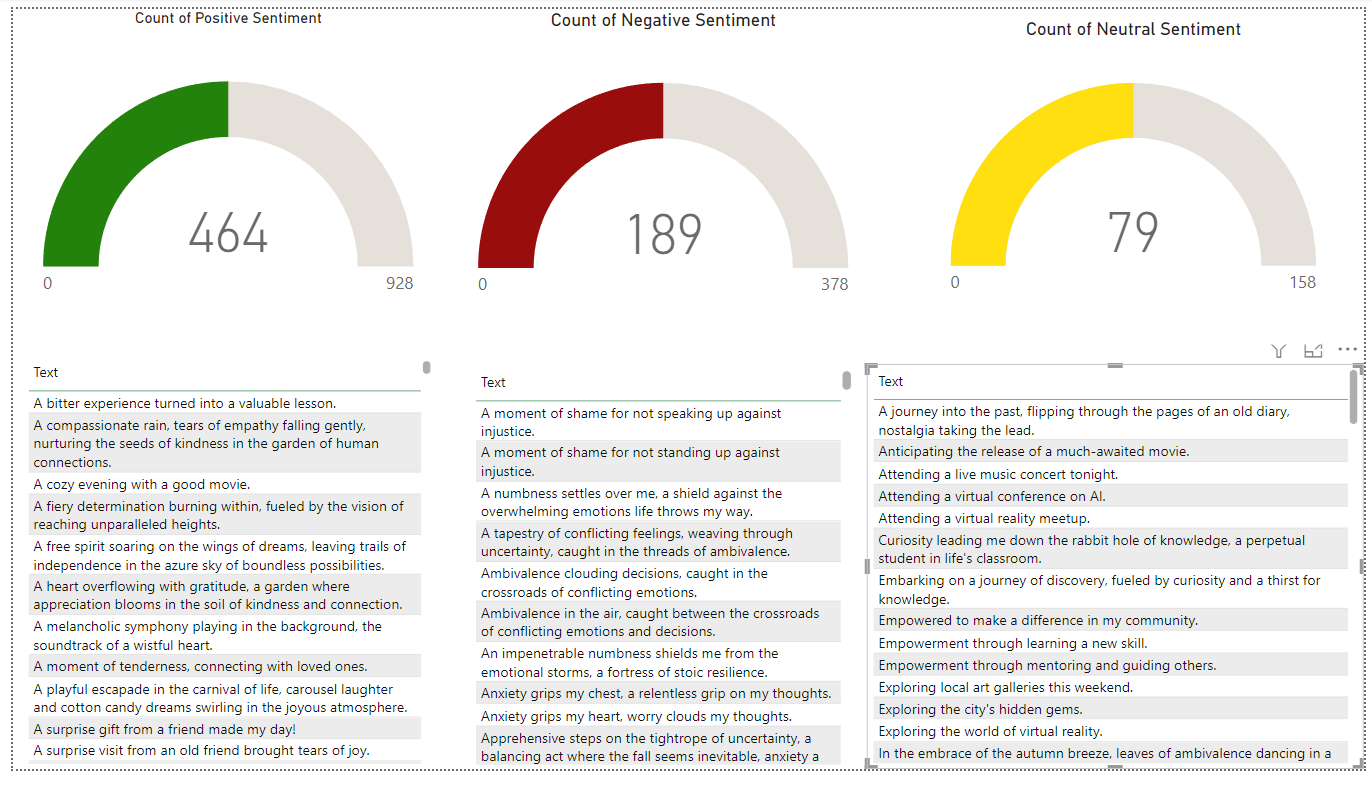 Count of Positive Sentiment
464
0
928
Count of Negative Sentiment
189
0
378
Count of Neutral Sentiment
79
0
158
Text
A bitter experience turned into a valuable lesson.
A compassionate rain, tears of empathy falling gently,
nurturing the seeds of kindness in the garden of human
connections.
A cozy evening with a good movie.
A fiery determination burning within, fueled by the vision of
reaching unparalleled heights.
A free spirit soaring on the wings of dreams, leaving trails of
independence in the azure sky of boundless possibilities.
A heart overflowing with gratitude, a garden where
appreciation blooms in the soil of kindness and connection.
A melancholic symphony playing in the background, the
soundtrack of a wistful heart.
A moment of tenderness, connecting with loved ones.
A playful escapade in the carnival of life, carousel laughter
and cotton candy dreams swirling in the joyous atmosphere.
A surprise gift from a friend made my day!
A surprise visit from an old friend brought tears of joy.
Text
A moment of shame for not speaking up against
injustice.
A moment of shame for not standing up against
injustice.
A numbness settles over me, a shield against the
overwhelming emotions life throws my way.
A tapestry of conflicting feelings, weaving through
uncertainty, caught in the threads of ambivalence.
Ambivalence clouding decisions, caught in the
crossroads of conflicting emotions.
Ambivalence in the air, caught between the crossroads
of conflicting emotions and decisions.
An impenetrable numbness shields me from the
emotional storms, a fortress of stoic resilience.
Anxiety grips my chest, a relentless grip on my thoughts.
Anxiety grips my heart, worry clouds my thoughts.
Apprehensive steps on the tightrope of uncertainty, a
balancing act where the fall seems inevitable, anxiety a
Text
A journey into the past, flipping through the pages of an old diary,
nostalgia taking the lead.
Anticipating the release of a much-awaited movie.
Attending a live music concert tonight.
Attending a virtual conference on AI.
Attending a virtual reality meetup.
Curiosity leading me down the rabbit hole of knowledge, a perpetual
student in life's classroom.
Embarking on a journey of discovery, fueled by curiosity and a thirst for
knowledge.
Empowered to make a difference in my community.
Empowerment through learning a new skill.
Empowerment through mentoring and guiding others.
Exploring local art galleries this weekend.
Exploring the city's hidden gems.
Exploring the world of virtual reality.
In the embrace of the autumn breeze, leaves of ambivalence dancing in a